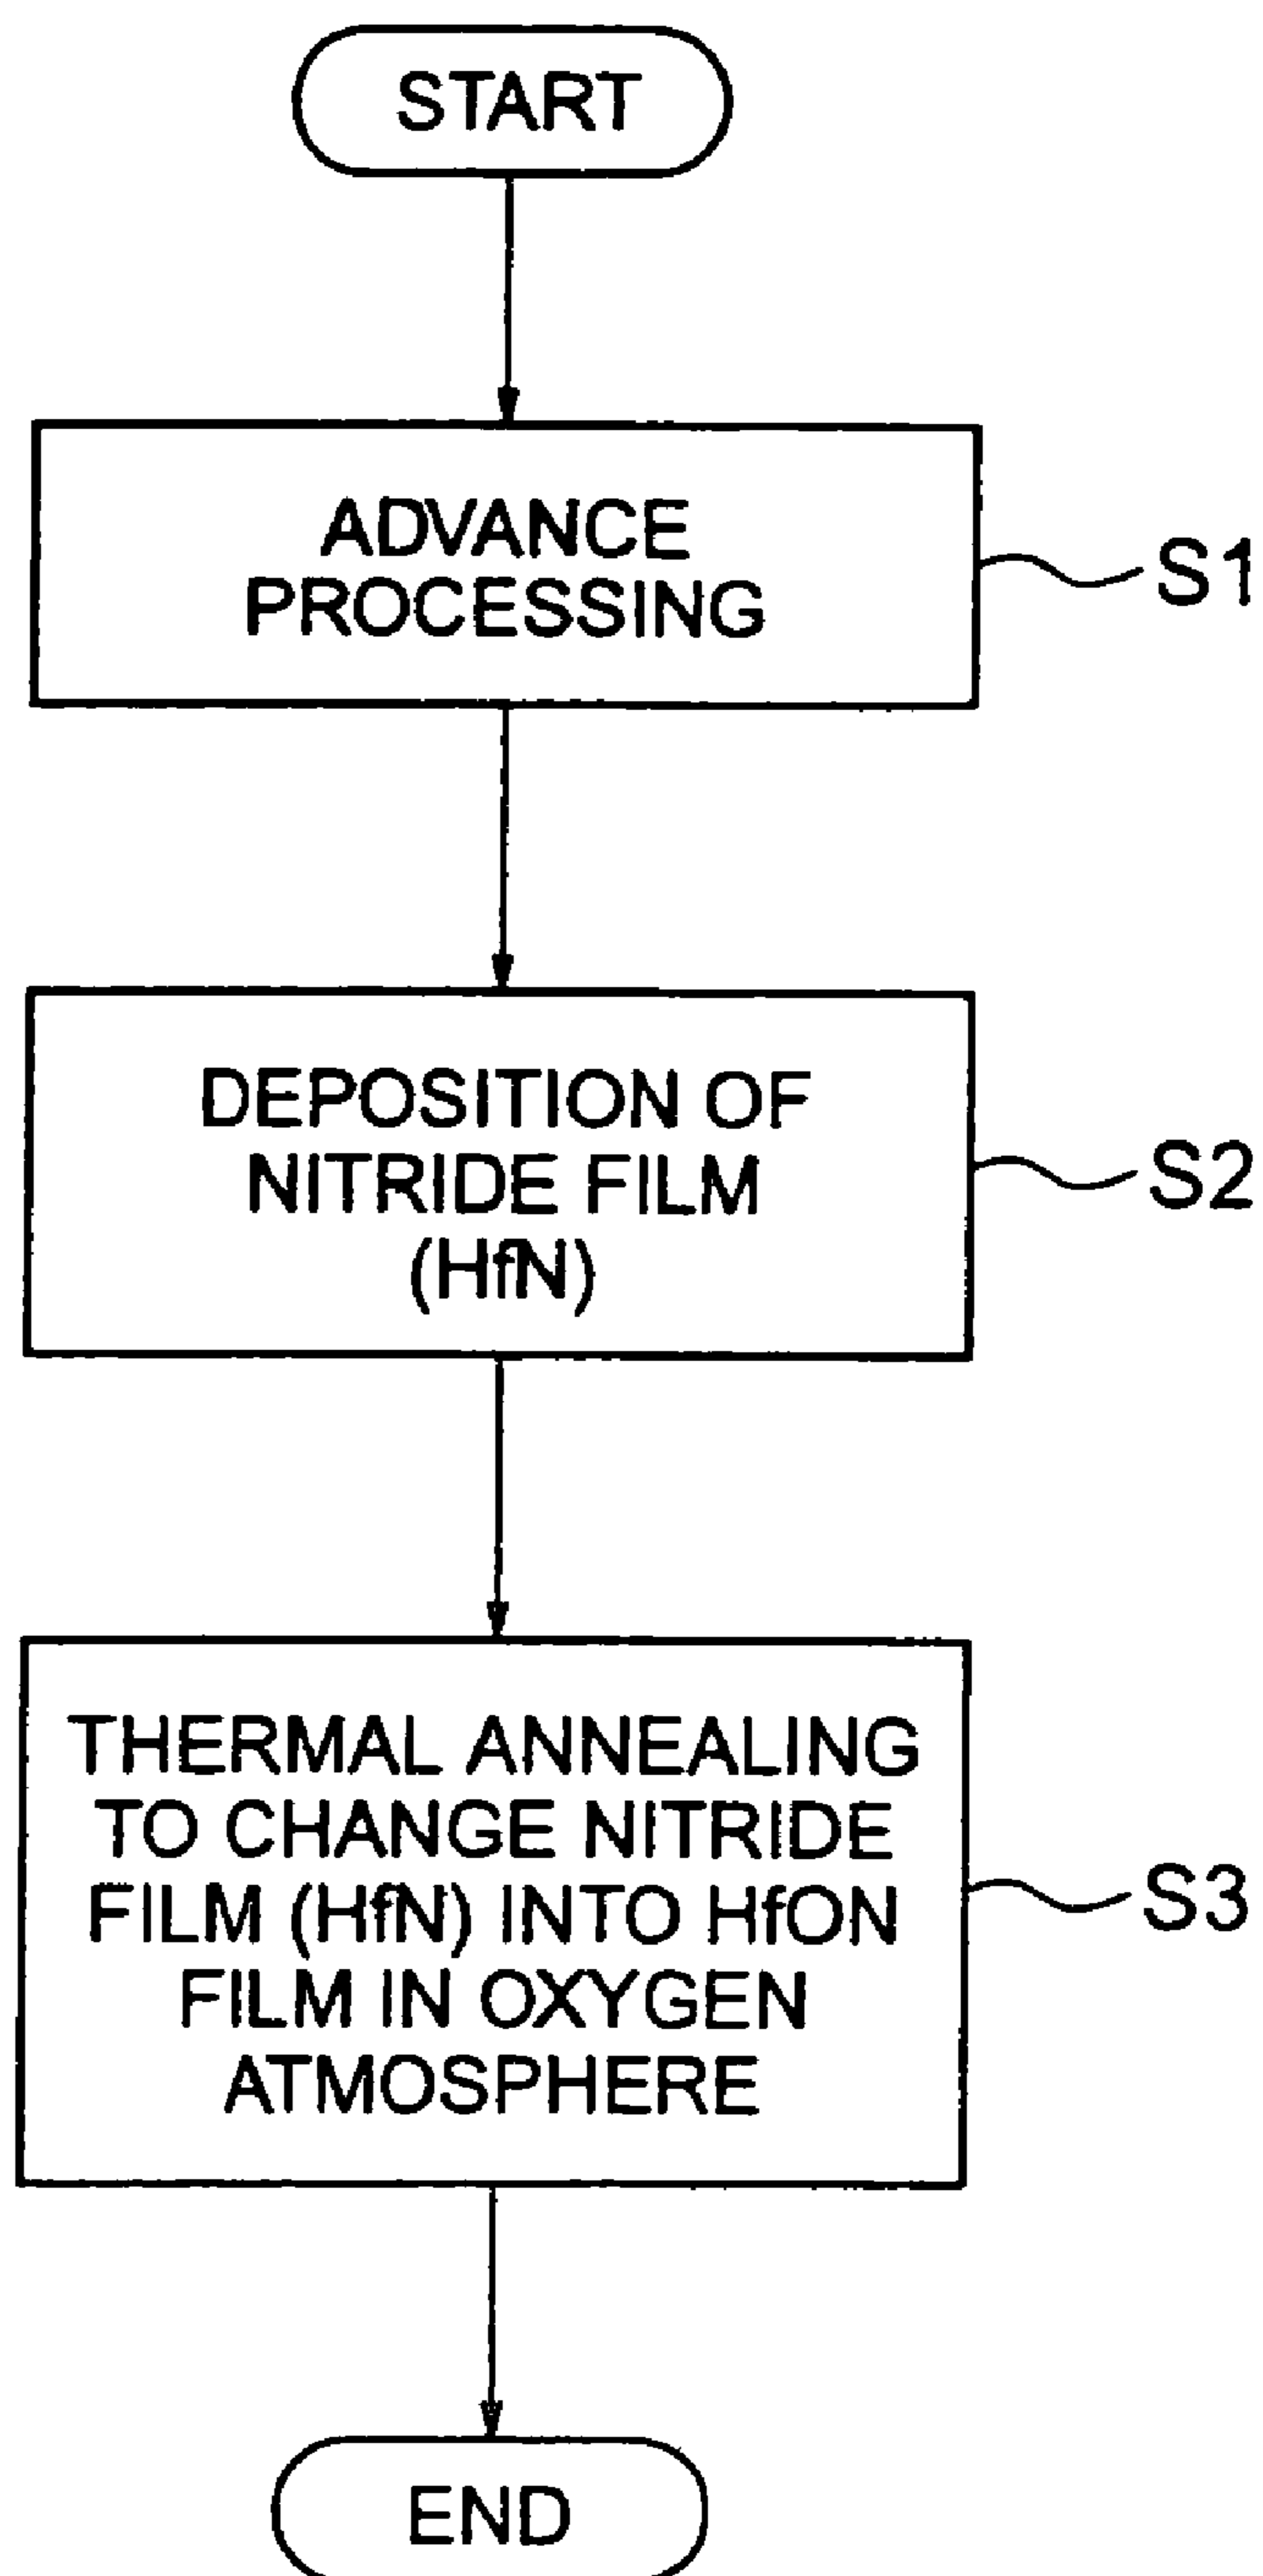 START
ADVANCE
PROCESSING
S1
DEPOSITION OF
NITRIDE FILM
(HfN)
S2
THERMAL ANNEALING
TO CHANGE NITRIDE
FILM (HfN) INTO HfON
FILM IN OXYGEN
ATMOSPHERE
S3
END